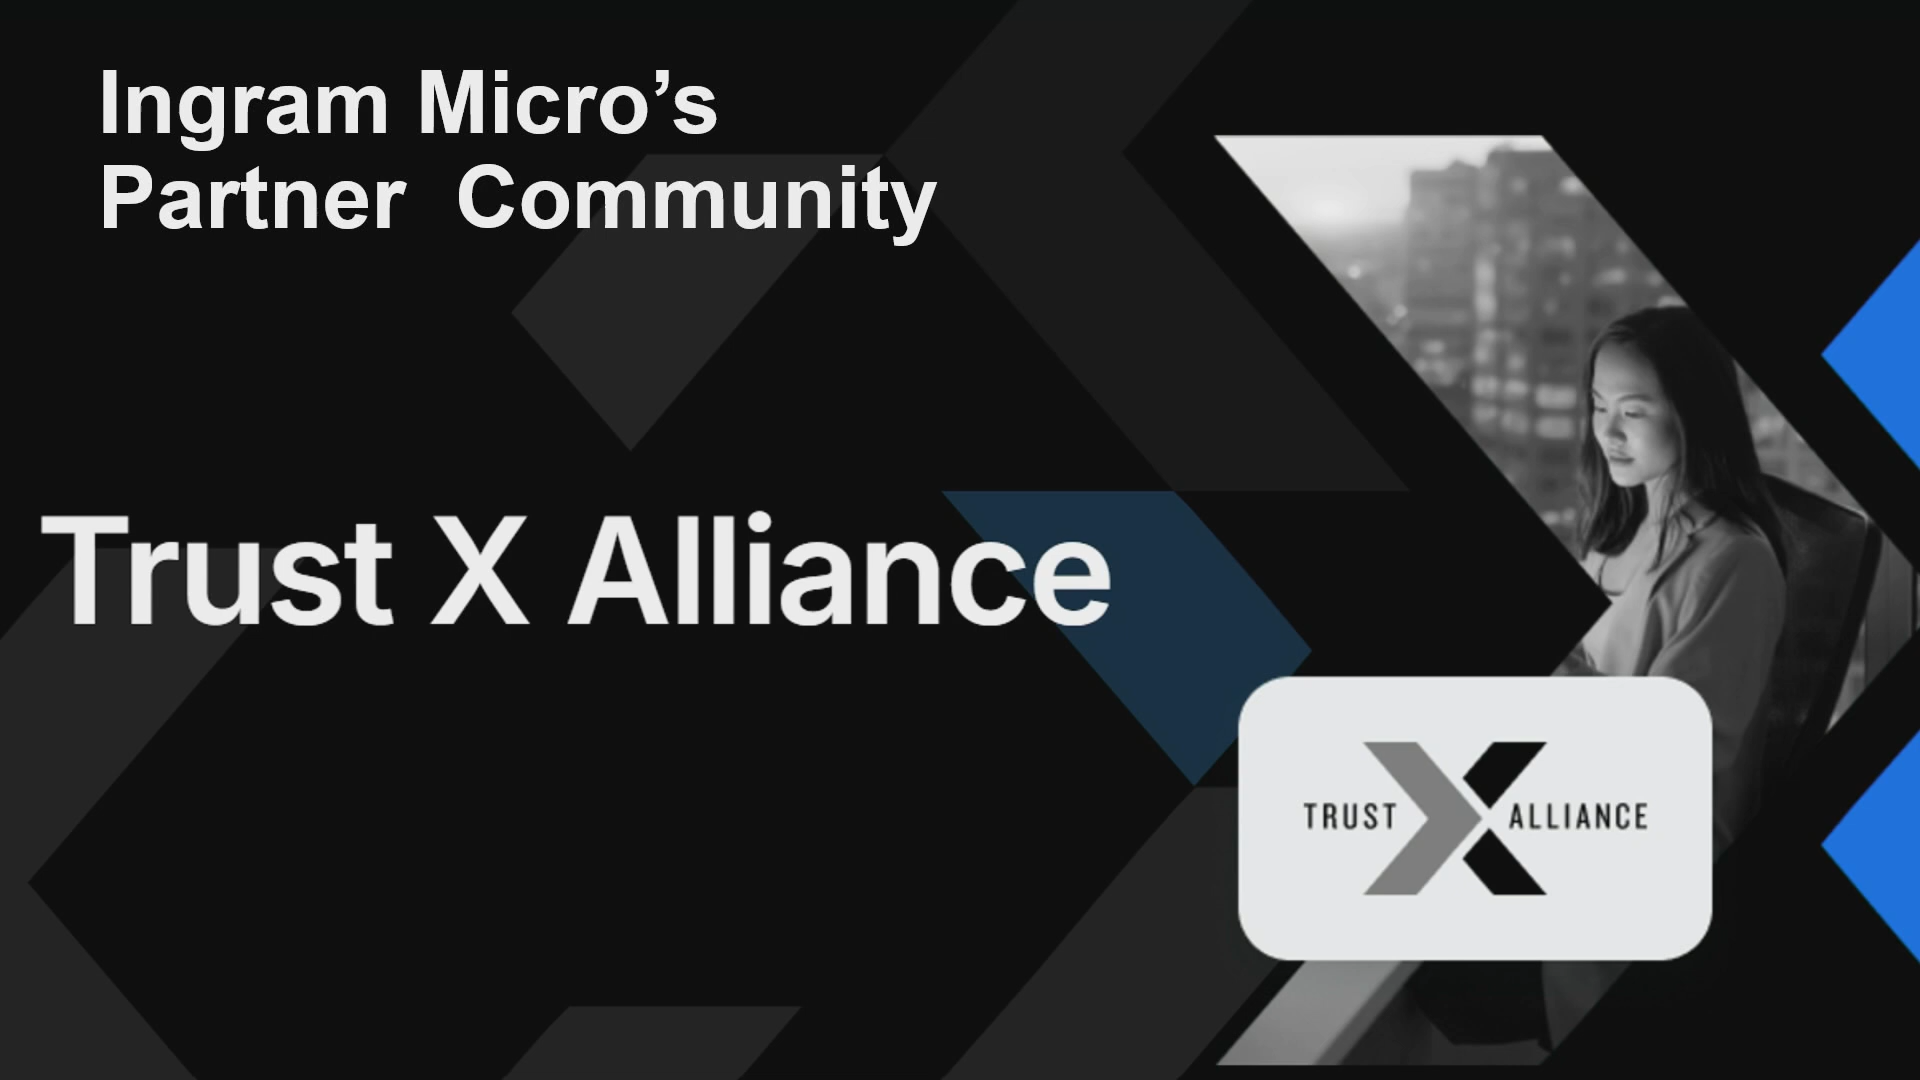 Ingram Micro’s
Partner  Community
Trust X Alliance
TRUST X ALLIANCE